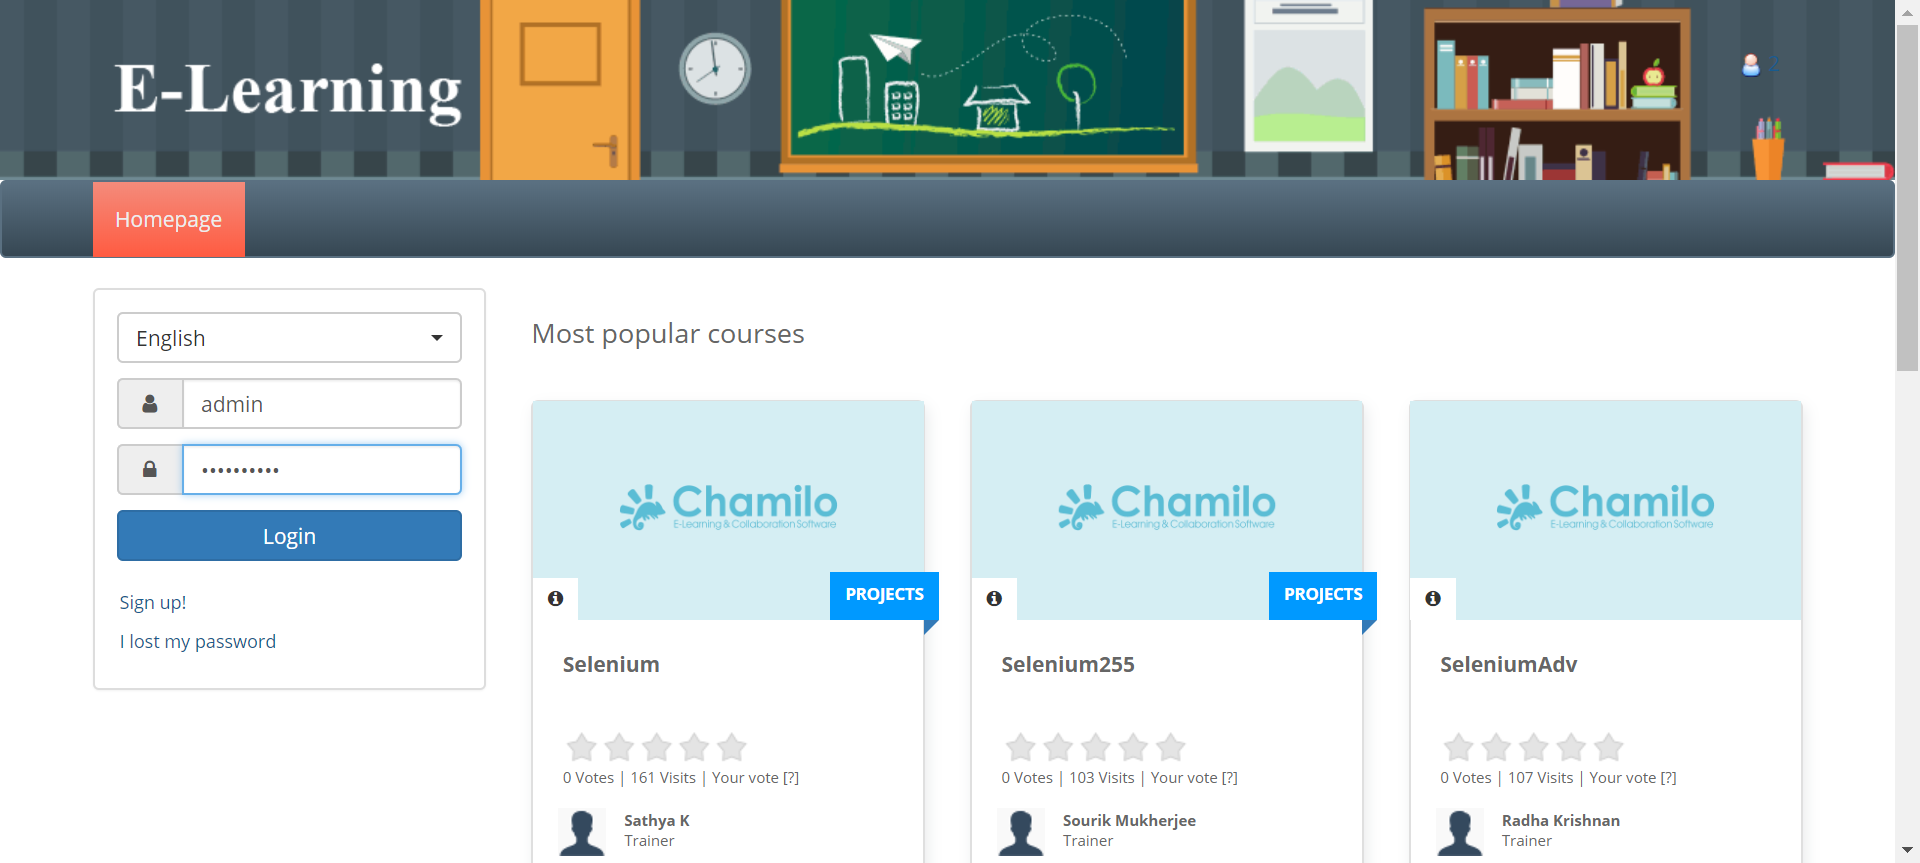 E-Learning
2
Homepage
English
admin
••••••••••
Login
Sign up!
I lost my password
Most popular courses
Chamilo
E-Learning & Collaboration Software
PROJECTS
Selenium
0 Votes | 161 Visits | Your vote [?]
Sathya K
Trainer
Chamilo
E-Learning & Collaboration Software
PROJECTS
Selenium255
0 Votes | 103 Visits | Your vote [?]
Sourik Mukherjee
Trainer
Chamilo
E-Learning & Collaboration Software
SeleniumAdv
0 Votes | 107 Visits | Your vote [?]
Radha Krishnan
Trainer